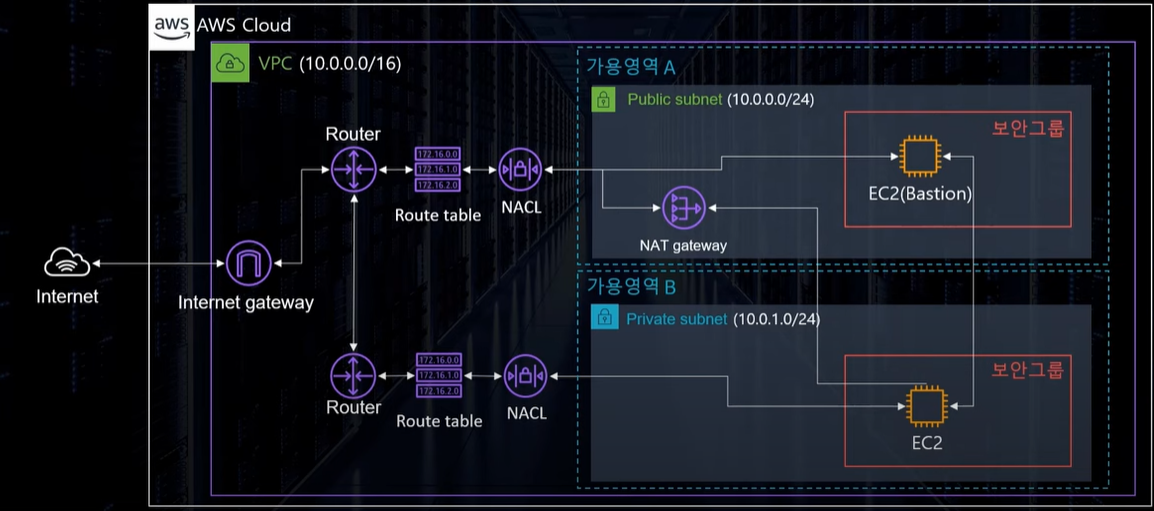 aws
AWS Cloud
VPC (10.0.0.0/16)
가용영역 A
Public subnet (10.0.0.0/24)
보안그룹
EC2(Bastion)
Router
172.16.0.0
172.16.1.0
172.16.2.0
Route table
NACL
NAT gateway
Internet
Internet gateway
가용영역 B
Private subnet (10.0.1.0/24)
보안그룹
EC2
Router
172.16.0.0
172.16.1.0
172.16.2.0
Route table
NACL